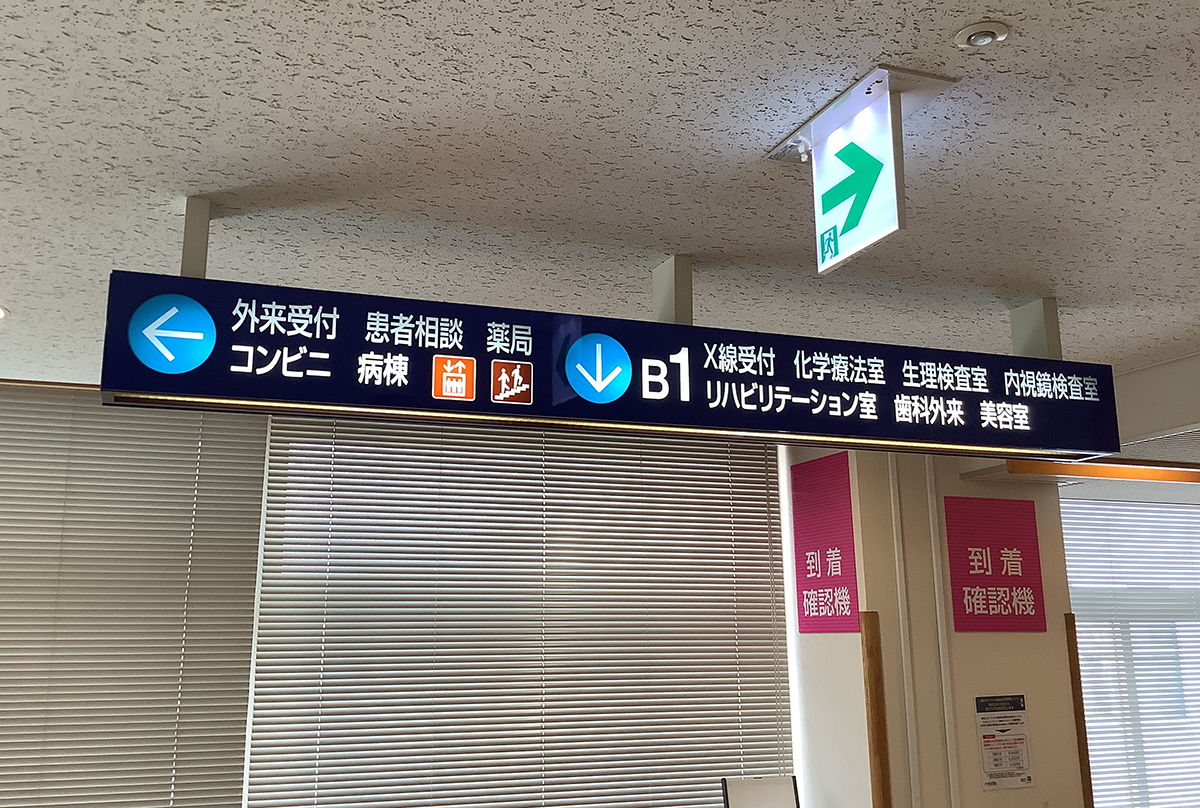 外来受付 患者相談 薬局
コンビニ 病棟
B1
X線受付 化学療法室 生理検査室 内視鏡検査室
リハビリテーション室 歯科外来 美容室
到着
確認機
到着
確認機